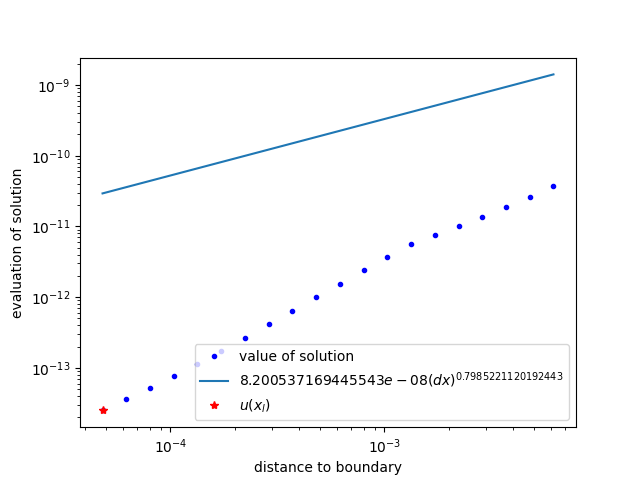 10^{-9}
10^{-10}
10^{-11}
10^{-12}
10^{-13}
evaluation of solution
value of solution
8.200537169445543e − 08(dx)^{0.7985221120192443}
u(x_l)
10^{-4} 10^{-3}
distance to boundary